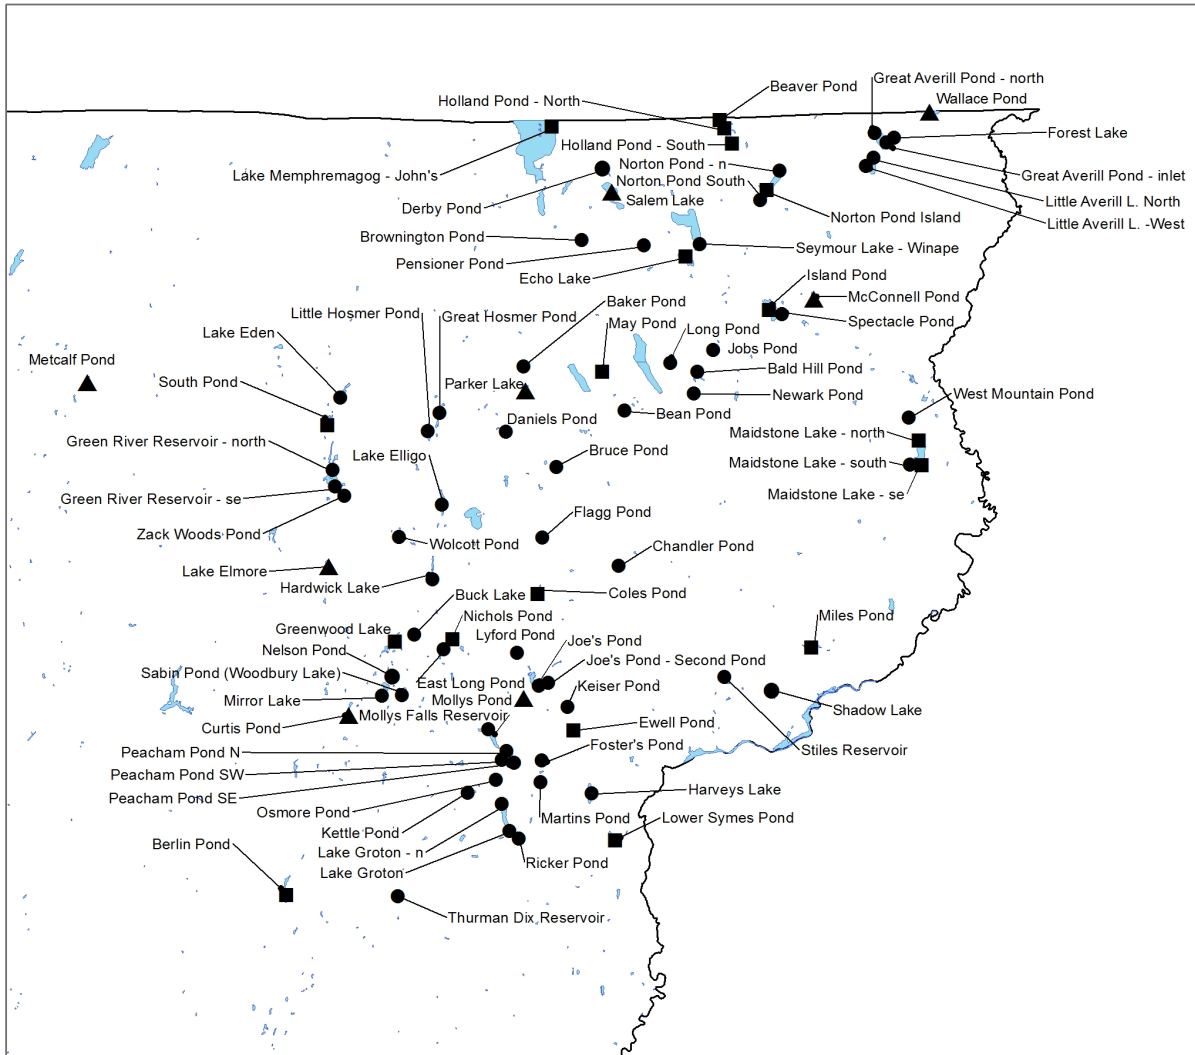 Great Averill Pond - north
Beaver Pond
Wallace Pond
Holland Pond - North
Forest Lake
Holland Pond - South
Norton Pond - n
Lake Memphremagog - John's
Great Averill Pond - inlet
Norton Pond South
Salem Lake
Little Averill L. North
Derby Pond
Norton Pond Island
Little Averill L. -West
Brownington Pond
Seymour Lake - Winape
Pensioner Pond
Echo Lake
Island Pond
McConnell Pond
Baker Pond
Little Hosmer Pond
Great Hosmer Pond
May Pond
Spectacle Pond
Long Pond
Lake Eden
Jobs Pond
Metcalf Pond
Bald Hill Pond
South Pond
Parker Lake
Newark Pond
West Mountain Pond
Bean Pond
Daniels Pond
Maidstone Lake - north
Green River Reservoir - north
Bruce Pond
Lake Elligo
Maidstone Lake - south
Maidstone Lake - se
Green River Reservoir - se
Flagg Pond
Zack Woods Pond
Wolcott Pond
Chandler Pond
Lake Elmore
Hardwick Lake
Buck Lake
Coles Pond
Nichols Pond
Miles Pond
Greenwood Lake
Lyford Pond
Joe's Pond
Nelson Pond
Joe's Pond - Second Pond
Sabin Pond (Woodbury Lake)
East Long Pond
Keiser Pond
Mirror Lake
Mollys Pond
Shadow Lake
Mollys Falls Reservoir
Curtis Pond
Ewell Pond
Foster's Pond
Stiles Reservoir
Peacham Pond N
Peacham Pond SW
Harveys Lake
Peacham Pond SE
Osmore Pond
Martins Pond
Lower Symes Pond
Kettle Pond
Berlin Pond
Lake Groton - n
Ricker Pond
Lake Groton
Thurman Dix Reservoir